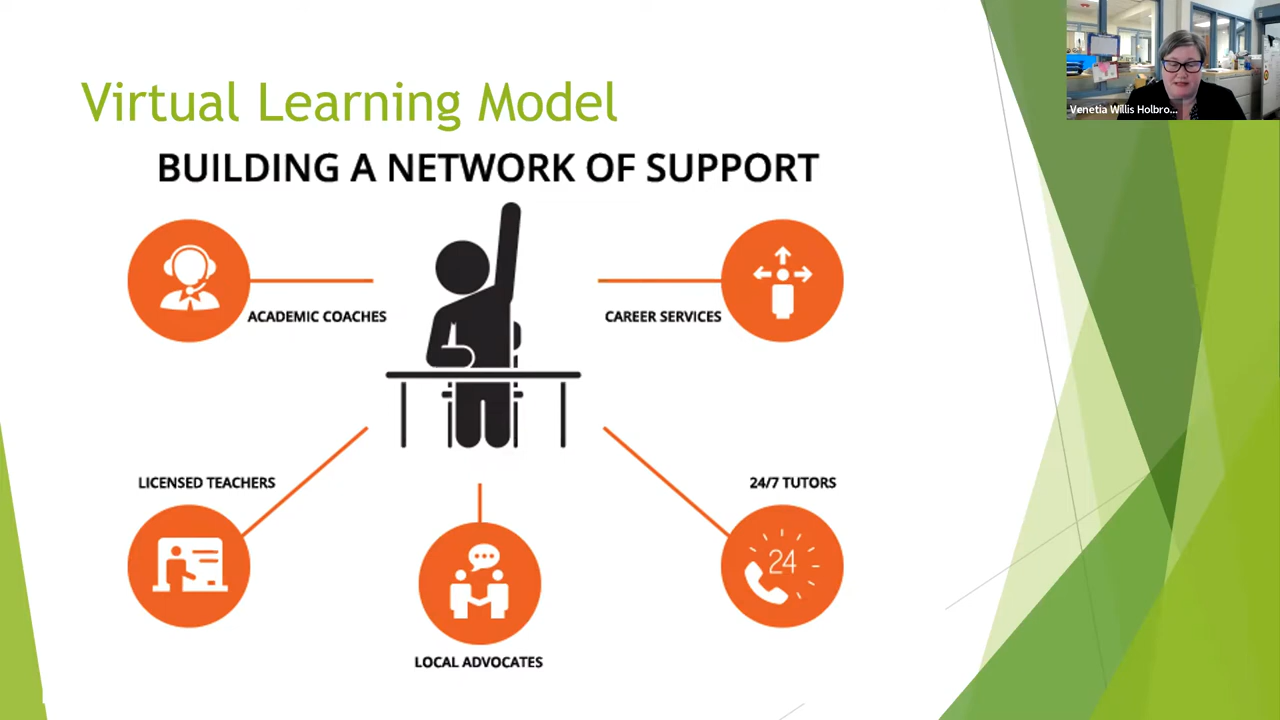 Virtual Learning Model
Venetia Willis Holbro...
BUILDING A NETWORK OF SUPPORT
ACADEMIC COACHES
CAREER SERVICES
LICENSED TEACHERS
24/7 TUTORS
24
LOCAL ADVOCATES